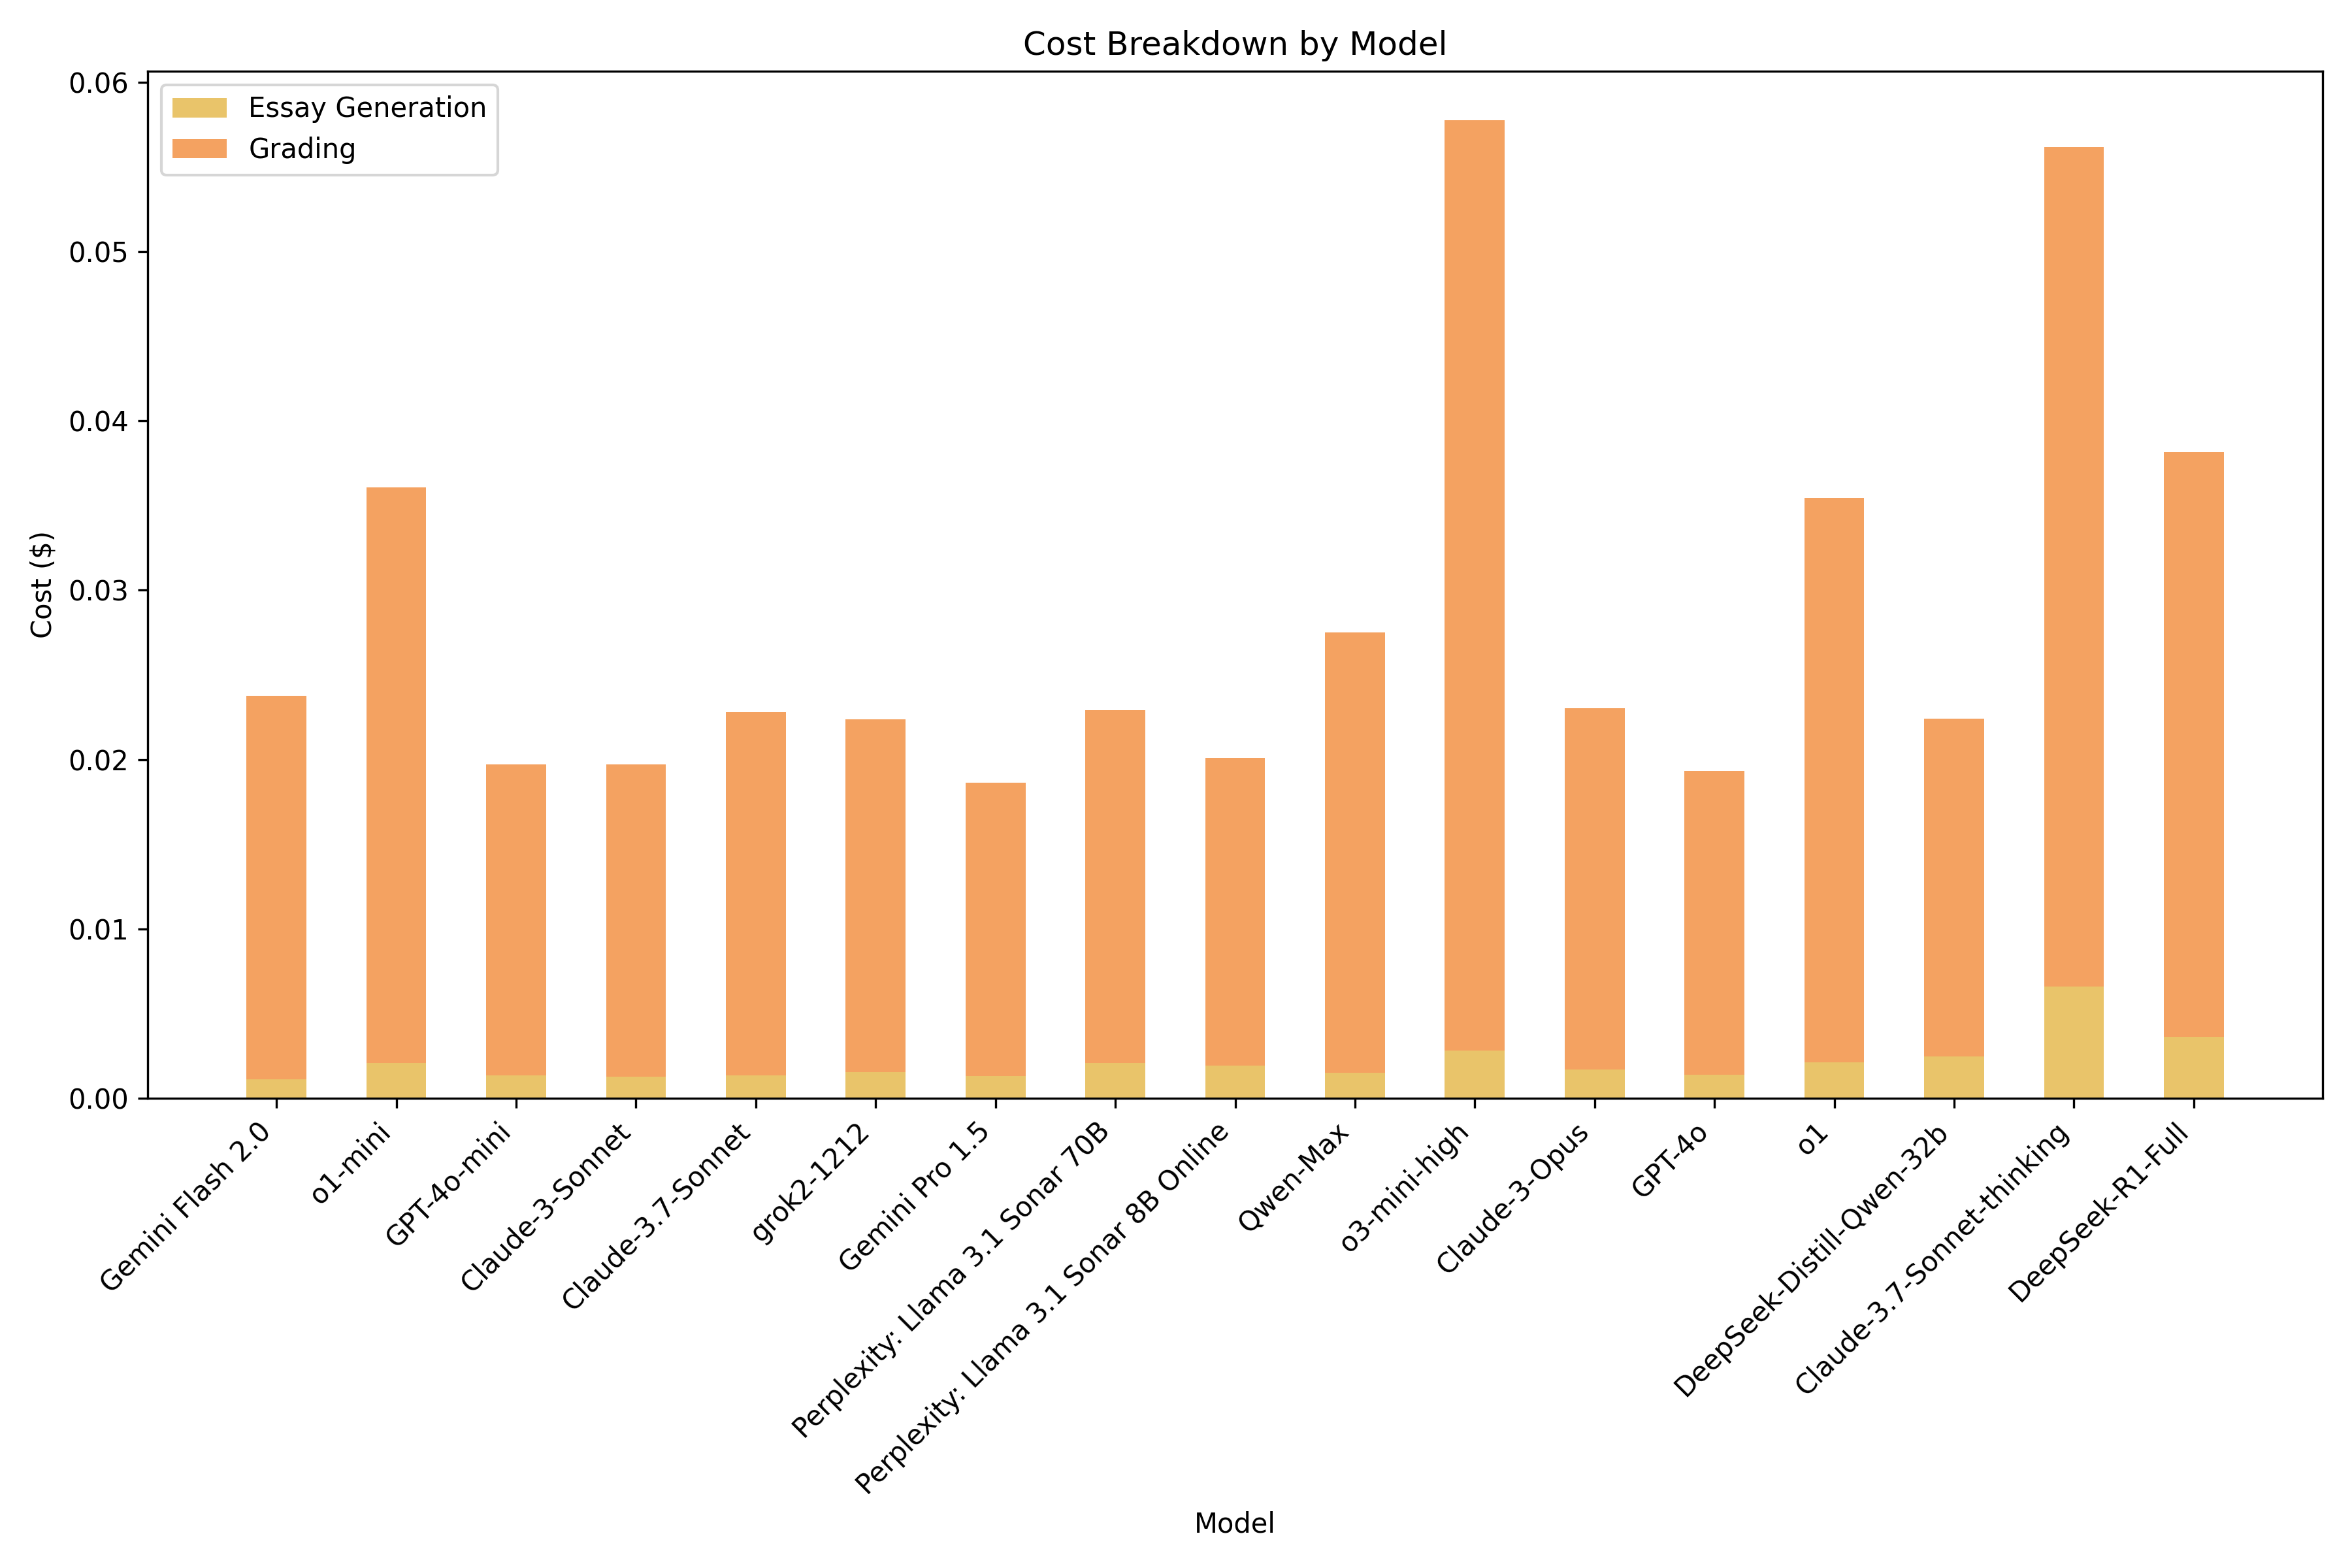 Cost Breakdown by Model
Essay Generation
Grading
Cost ($)
0.06
0.05
0.04
0.03
0.02
0.01
0.00
Gemini Flash 2.0
o1-mini
GPT-4o-mini
Claude-3-Sonnet
Claude-3.7-Sonnet
grok2-1212
Gemini Pro 1.5
Perplexity: Llama 3.1 Sonar 70B
Perplexity: Llama 3.1 Sonar 8B Online
Qwen-Max
o3-mini-high
Claude-3-Opus
GPT-4o
o1
DeepSeek-Distill-Qwen-32b
Claude-3.7-Sonnet-thinking
DeepSeek-R1-Full
Model